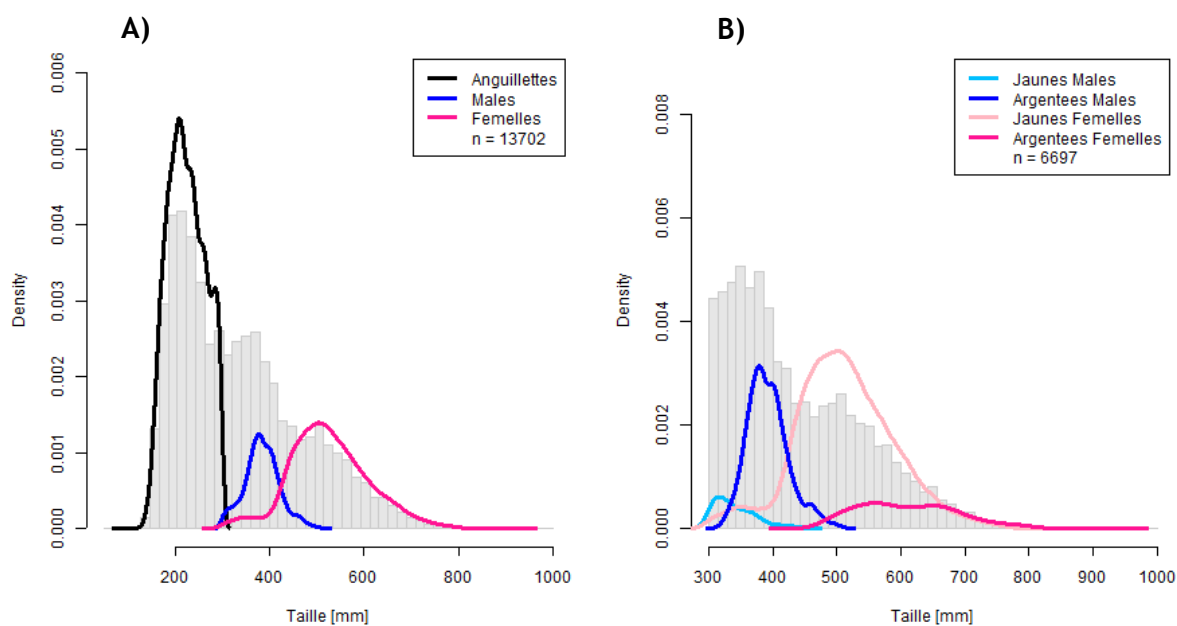 A)
B)
Anguillettes
Males
Femelles
n = 13702
Density
0.000
0.001
0.002
0.003
0.004
0.005
0.006
200
400
600
800
1000
Taille [mm]
Jaunes Males
Argentees Males
Jaunes Femelles
Argentees Femelles
n = 6697
Density
0.000
0.002
0.004
0.006
0.008
300
400
500
600
700
800
900
1000
Taille [mm]